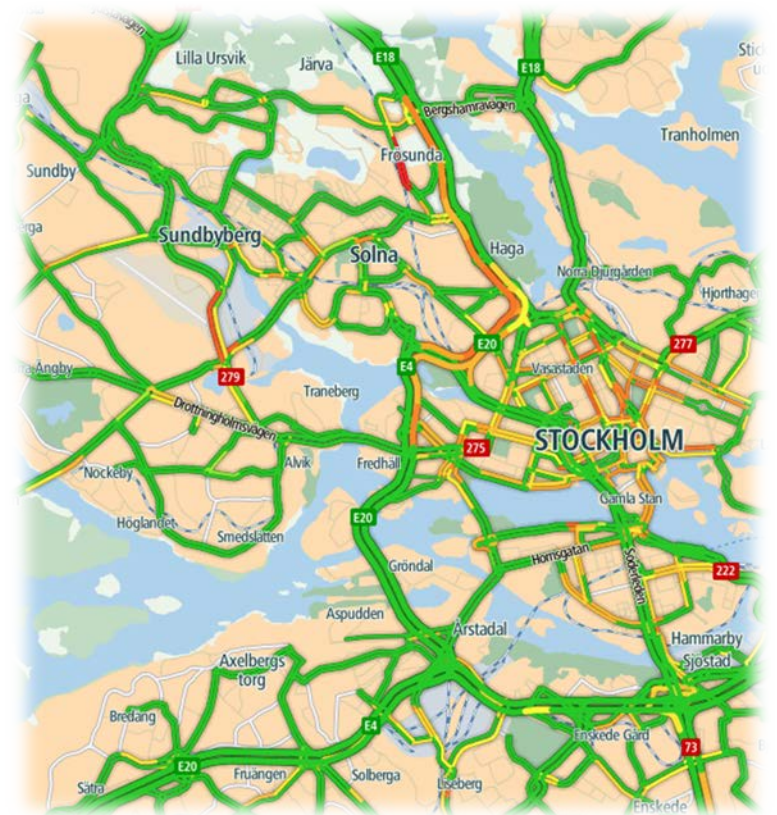 Lilla Ursvik
Järva
E18
E18
Bergshamravägen
Tranholmen
Frösunda
Sundby
Sundbyberg
Solna
Haga
Norra Djurgården
Hjorthagen
277
E20
E4
Vasastaden
Ängby
279
Traneberg
Drottningholmsvägen
275
STOCKHOLM
Nockeby
Alvik
Fredhäll
Gamla Stan
Höglandet
Smedslätten
E20
Hornsgatan
Söderleden
Gröndal
222
Aspudden
Årstadal
Hammarby
Sjöstad
Axelbergs
torg
Bredäng
E4
Enskede Gård
73
E20
Sätra
Fruängen
Solberga
Liseberg
Enskede